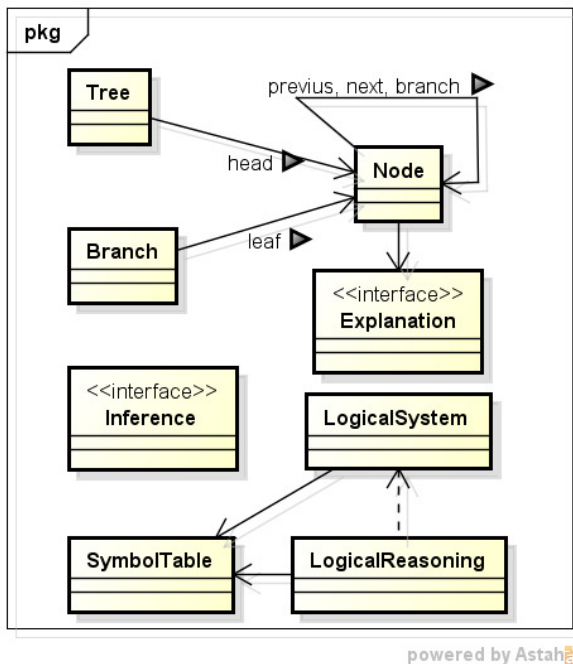 pkg
Tree
previus, next, branch
head
Node
Branch
leaf
<<interface>>
Explanation
<<interface>>
Inference
LogicalSystem
SymbolTable
LogicalReasoning
powered by Astah